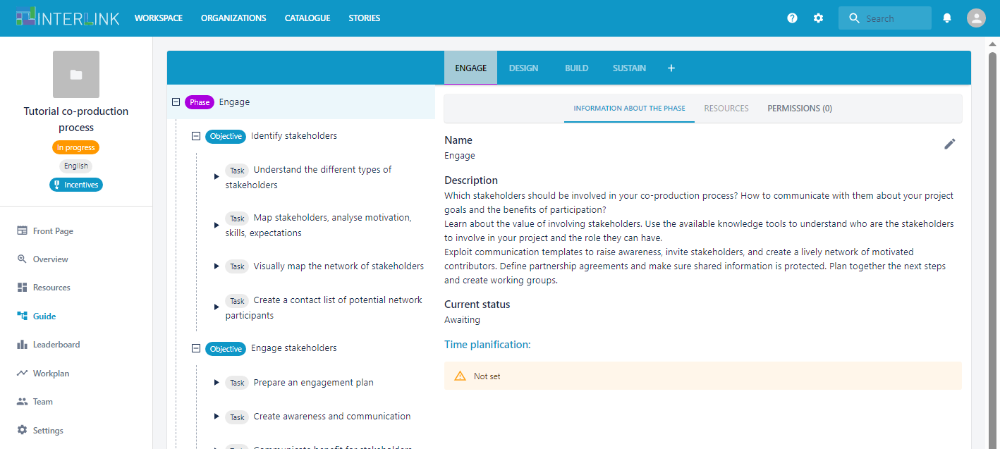 INTERLINK
WORKSPACE
ORGANIZATIONS
CATALOGUE
STORIES
Search
Tutorial co-production
process
In progress
English
Incentives
Front Page
Overview
Resources
Guide
Leaderboard
Workplan
Team
Settings
ENGAGE
DESIGN
BUILD
SUSTAIN
+
Phase Engage
Objective Identify stakeholders
Task Understand the different types of
stakeholders
Task Map stakeholders, analyse motivation,
skills, expectations
Task Visually map the network of stakeholders
Task Create a contact list of potential network
participants
Objective Engage stakeholders
Task Prepare an engagement plan
Task Create awareness and communication
Task Communicate benefit for stakeholders
INFORMATION ABOUT THE PHASE
RESOURCES
PERMISSIONS (0)
Name
Engage
Description
Which stakeholders should be involved in your co-production process? How to communicate with them about your project
goals and the benefits of participation?
Learn about the value of involving stakeholders. Use the available knowledge tools to understand who are the stakeholders
to involve in your project and the role they can have.
Exploit communication templates to raise awareness, invite stakeholders, and create a lively network of motivated
contributors. Define partnership agreements and make sure shared information is protected. Plan together the next steps
and create working groups.
Current status
Awaiting
Time planification:
Not set